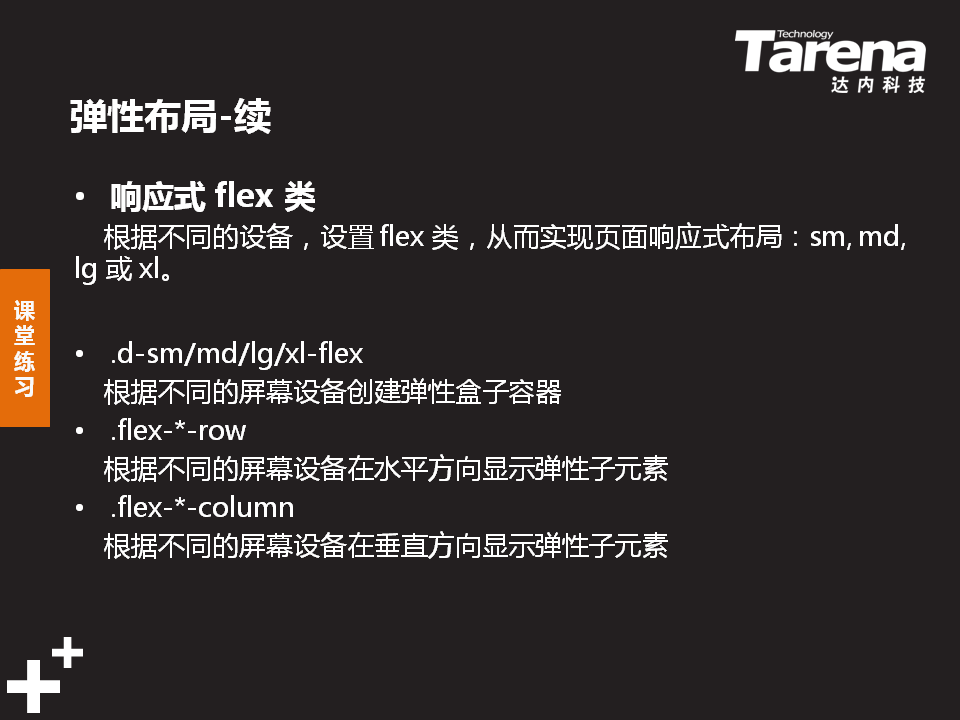 Technology
Tarena
达内科技
弹性布局-续
• 响应式 flex 类
根据不同的设备，设置 flex 类，从而实现页面响应式布局：sm, md,
lg 或 xl。
课
堂
练
习
• .d-sm/md/lg/xl-flex
根据不同的屏幕设备创建弹性盒子容器
• .flex-*-row
根据不同的屏幕设备在水平方向显示弹性子元素
• .flex-*-column
根据不同的屏幕设备在垂直方向显示弹性子元素